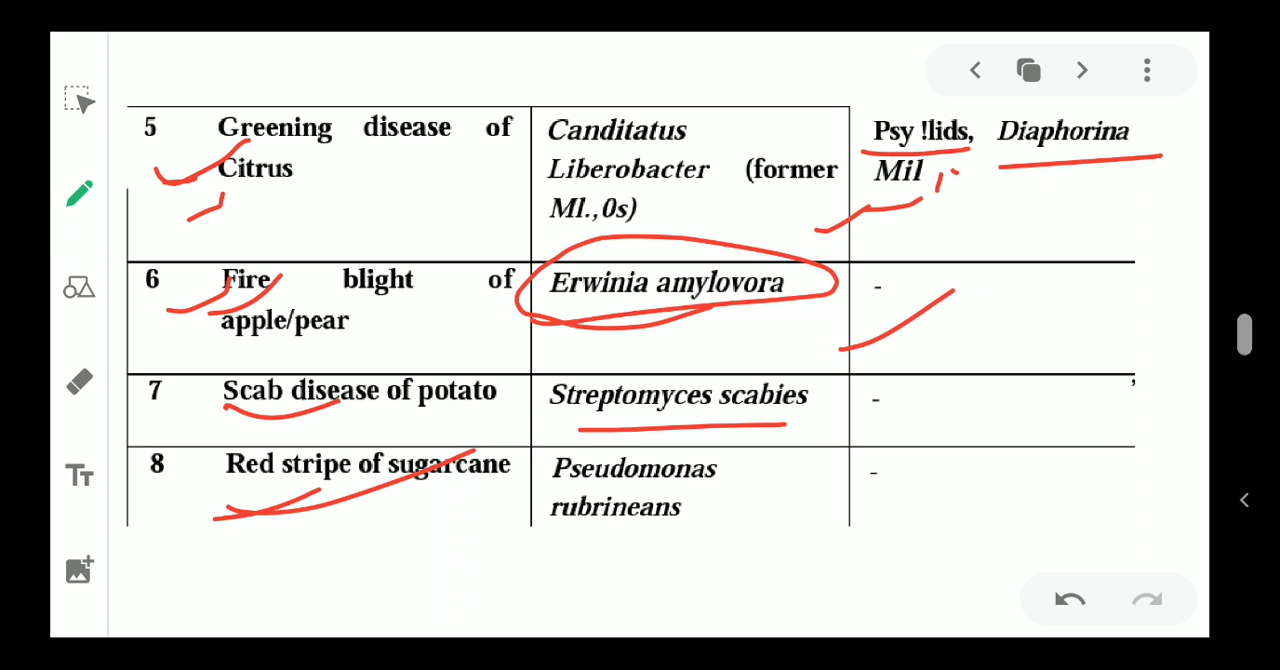 5 Greening disease of Canditatus Psy !lids, Diaphorina
Citrus Liberobacter (former Mil
Ml.,0s)
6 Fire blight of Erwinia amylovora -
apple/pear
7 Scab disease of potato Streptomyces scabies -
8 Red stripe of sugarcane Pseudomonas -
rubrineans
Tт